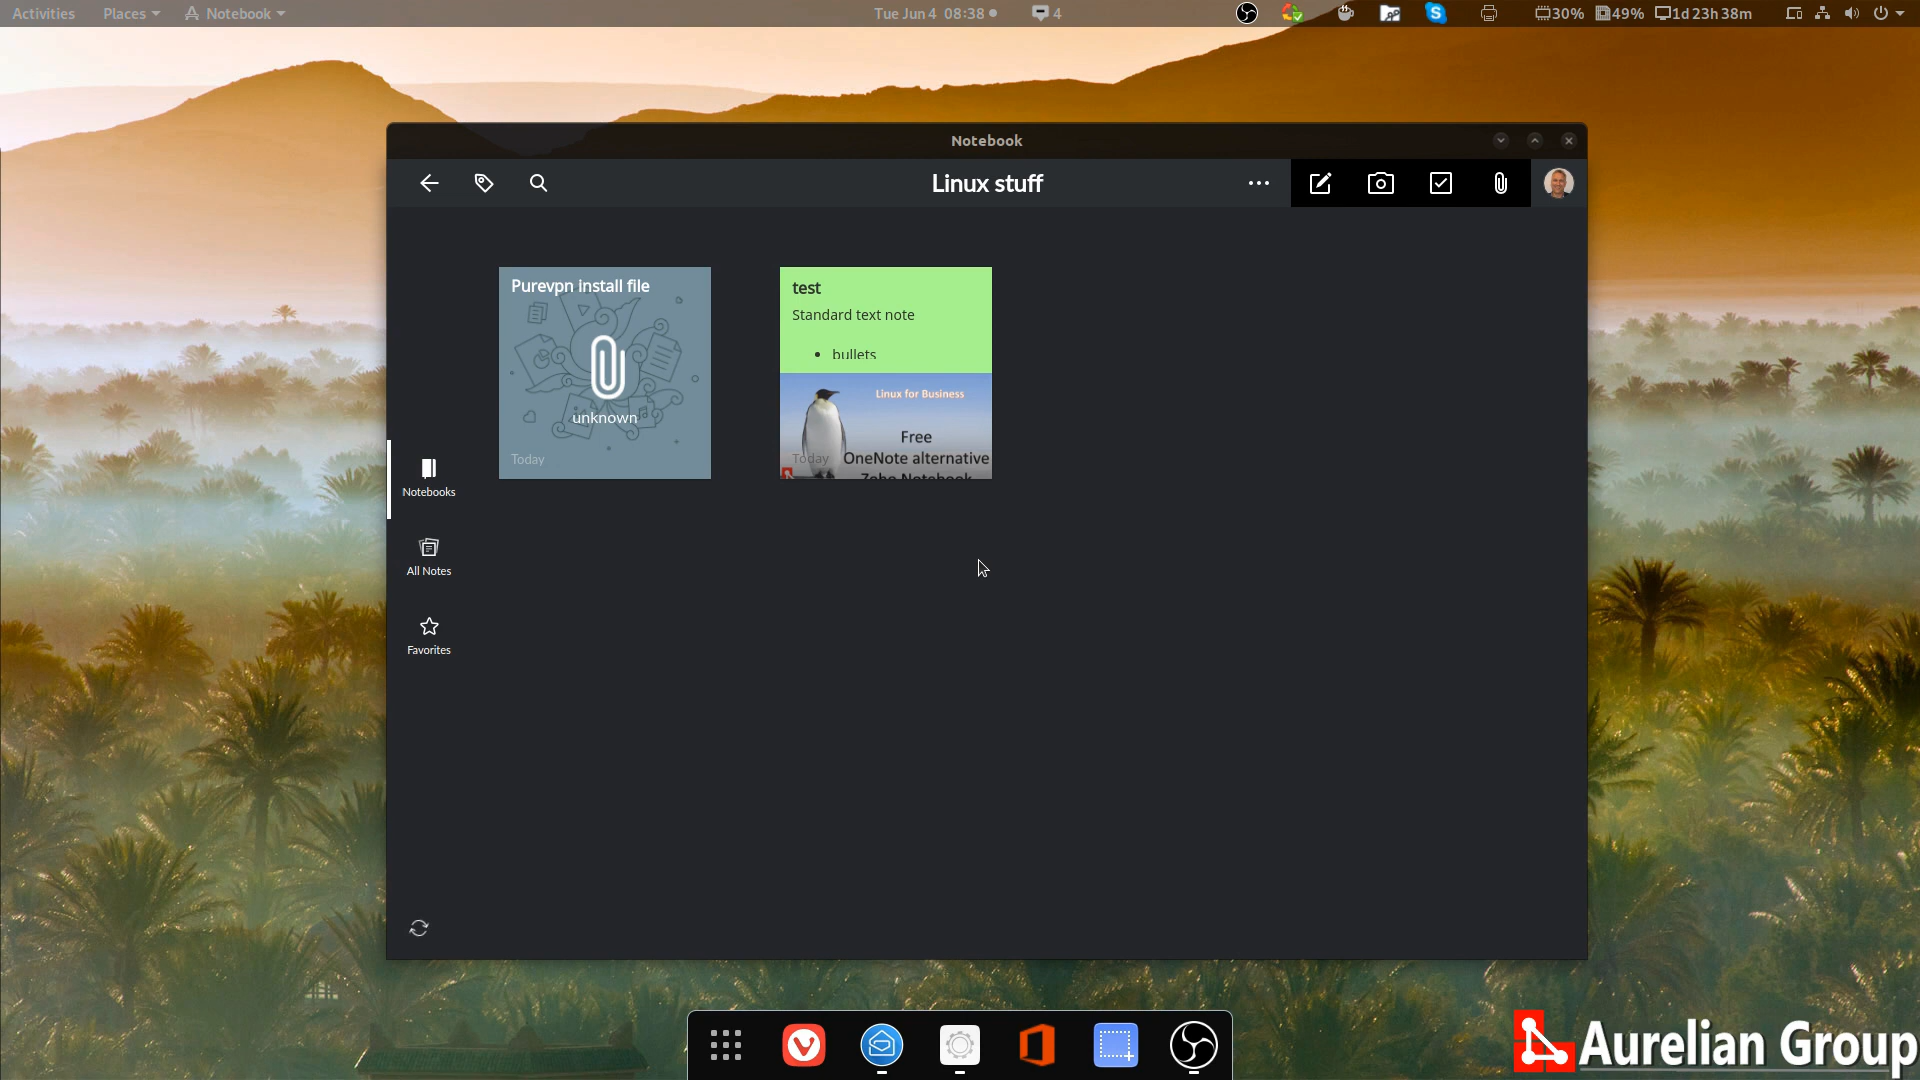 Activities Places Notebook Tue Jun 4 08:38 4 30% 49% 1d 23h 38m
Notebook
Linux stuff
Purevpn install file
unknown
Today
test
Standard text note
• bullets
Linux for Business
Free
OneNote alternative
Zoho Notebook
Today
Notebooks
All Notes
Favorites
Aurelian Group